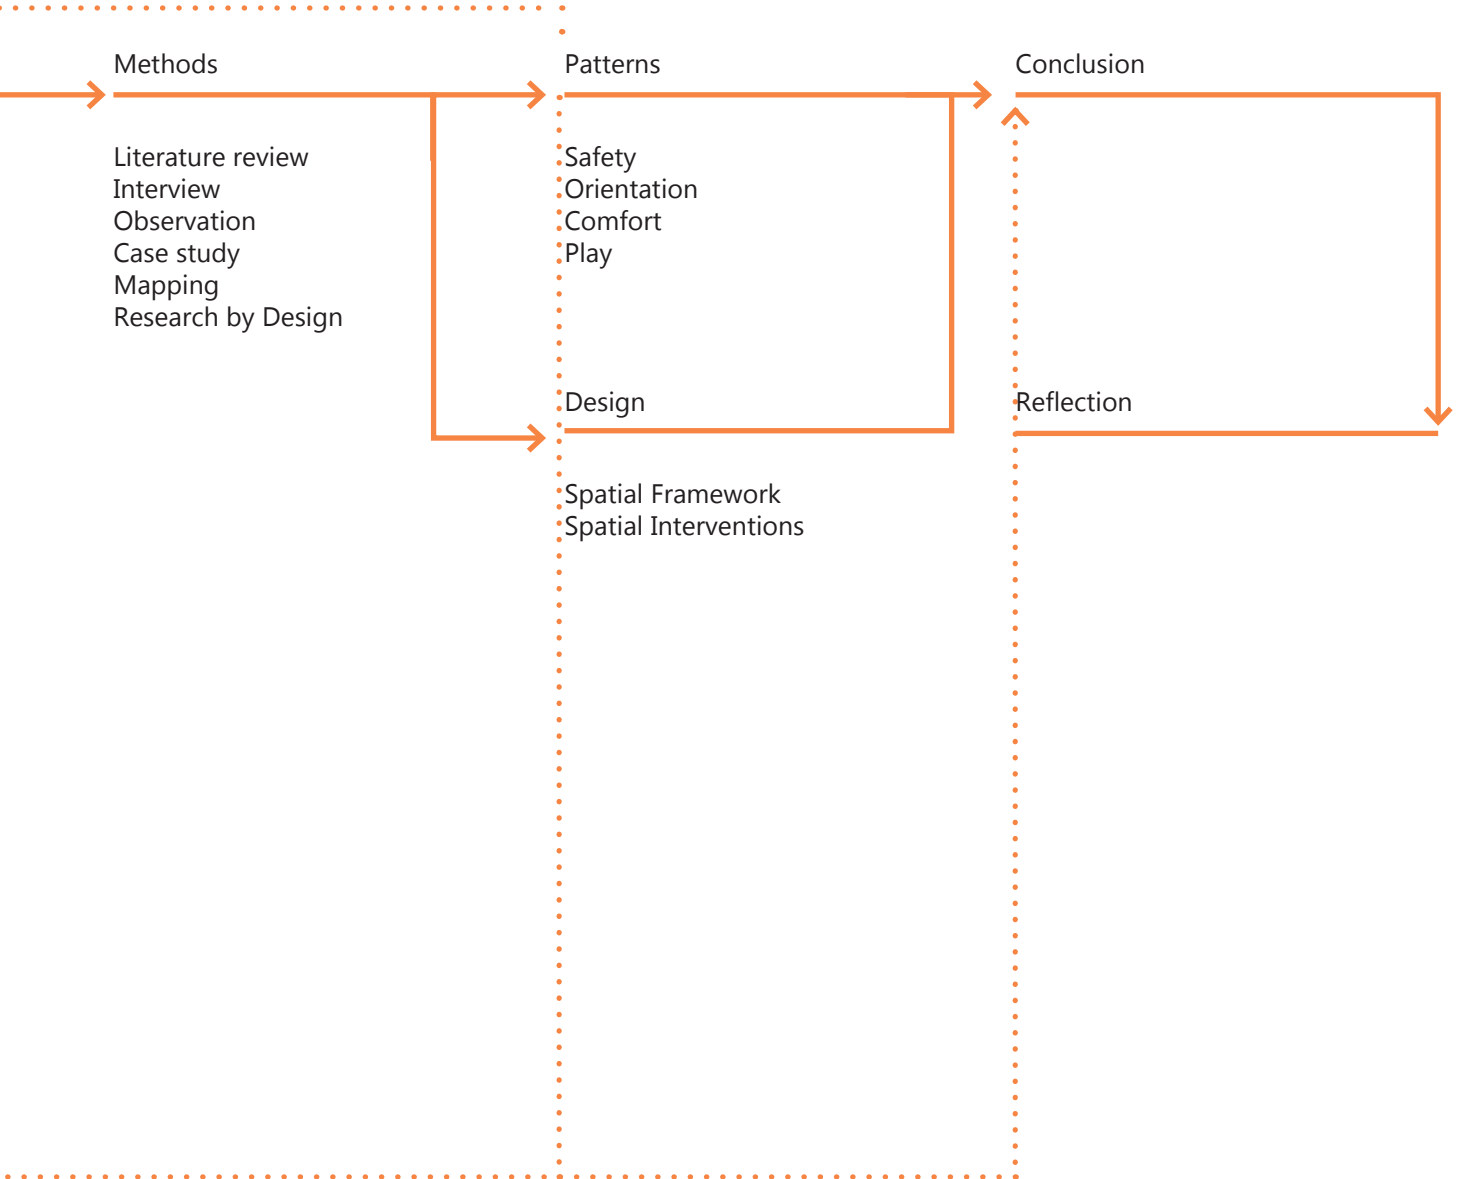 Methods
Literature review
Interview
Observation
Case study
Mapping
Research by Design
Patterns
Safety
Orientation
Comfort
Play
Design
Spatial Framework
Spatial Interventions
Conclusion
Reflection